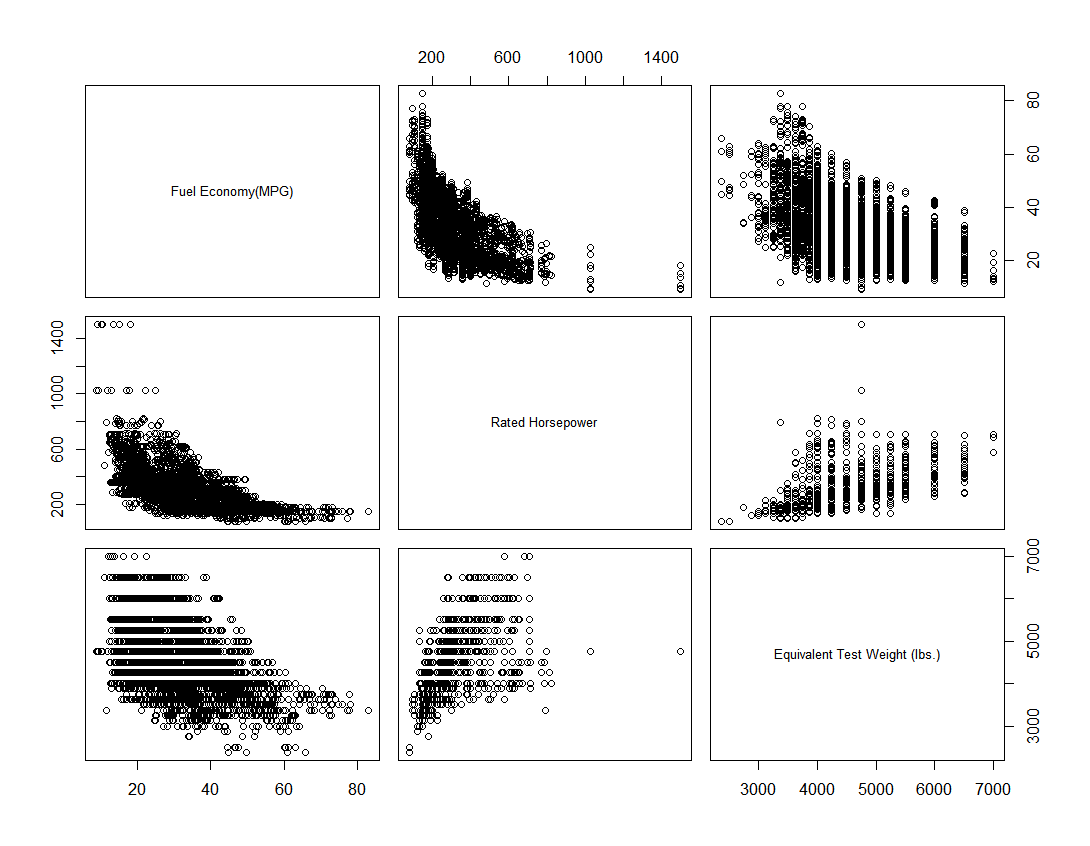 200 600 1000 1400
Fuel Economy(MPG)
20 40 60 80
200 600 1000 1400
Rated Horsepower
3000 5000 7000
Equivalent Test Weight (lbs.)
20 40 60 80
3000 4000 5000 6000 7000